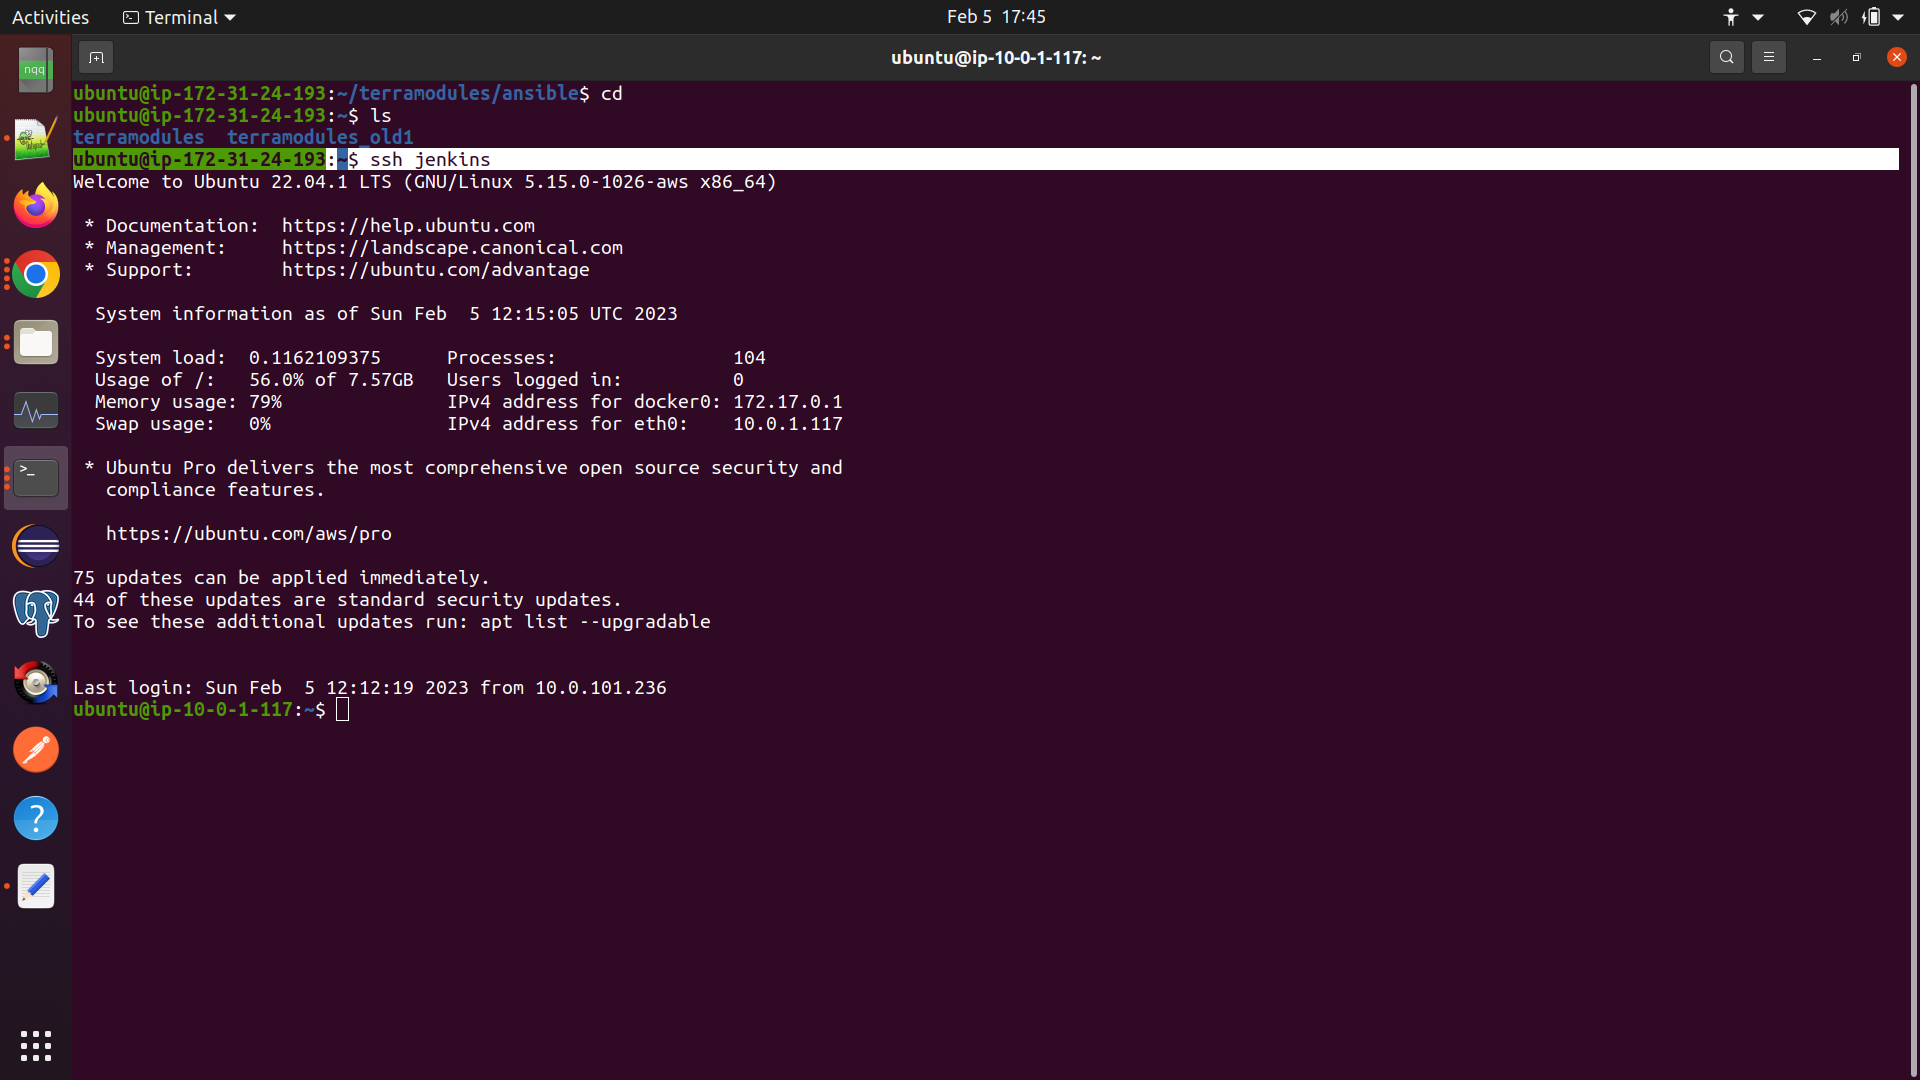 Activities Terminal Feb 5 17:45
ubuntu@ip-10-0-1-117: ~
nqq
ubuntu@ip-172-31-24-193:~/terramodules/ansible$ cd
ubuntu@ip-172-31-24-193:~$ ls
terramodules  terramodules_old1
ubuntu@ip-172-31-24-193:~$ ssh jenkins
Welcome to Ubuntu 22.04.1 LTS (GNU/Linux 5.15.0-1026-aws x86_64)
 * Documentation:  https://help.ubuntu.com
 * Management:     https://landscape.canonical.com
 * Support:        https://ubuntu.com/advantage
  System information as of Sun Feb  5 12:15:05 UTC 2023
  System load:  0.1162109375      Processes:                104
  Usage of /:   56.0% of 7.57GB   Users logged in:          0
  Memory usage: 79%               IPv4 address for docker0: 172.17.0.1
  Swap usage:   0%                IPv4 address for eth0:    10.0.1.117
 * Ubuntu Pro delivers the most comprehensive open source security and
   compliance features.
   https://ubuntu.com/aws/pro
75 updates can be applied immediately.
44 of these updates are standard security updates.
To see these additional updates run: apt list --upgradable
Last login: Sun Feb  5 12:12:19 2023 from 10.0.101.236
ubuntu@ip-10-0-1-117:~$